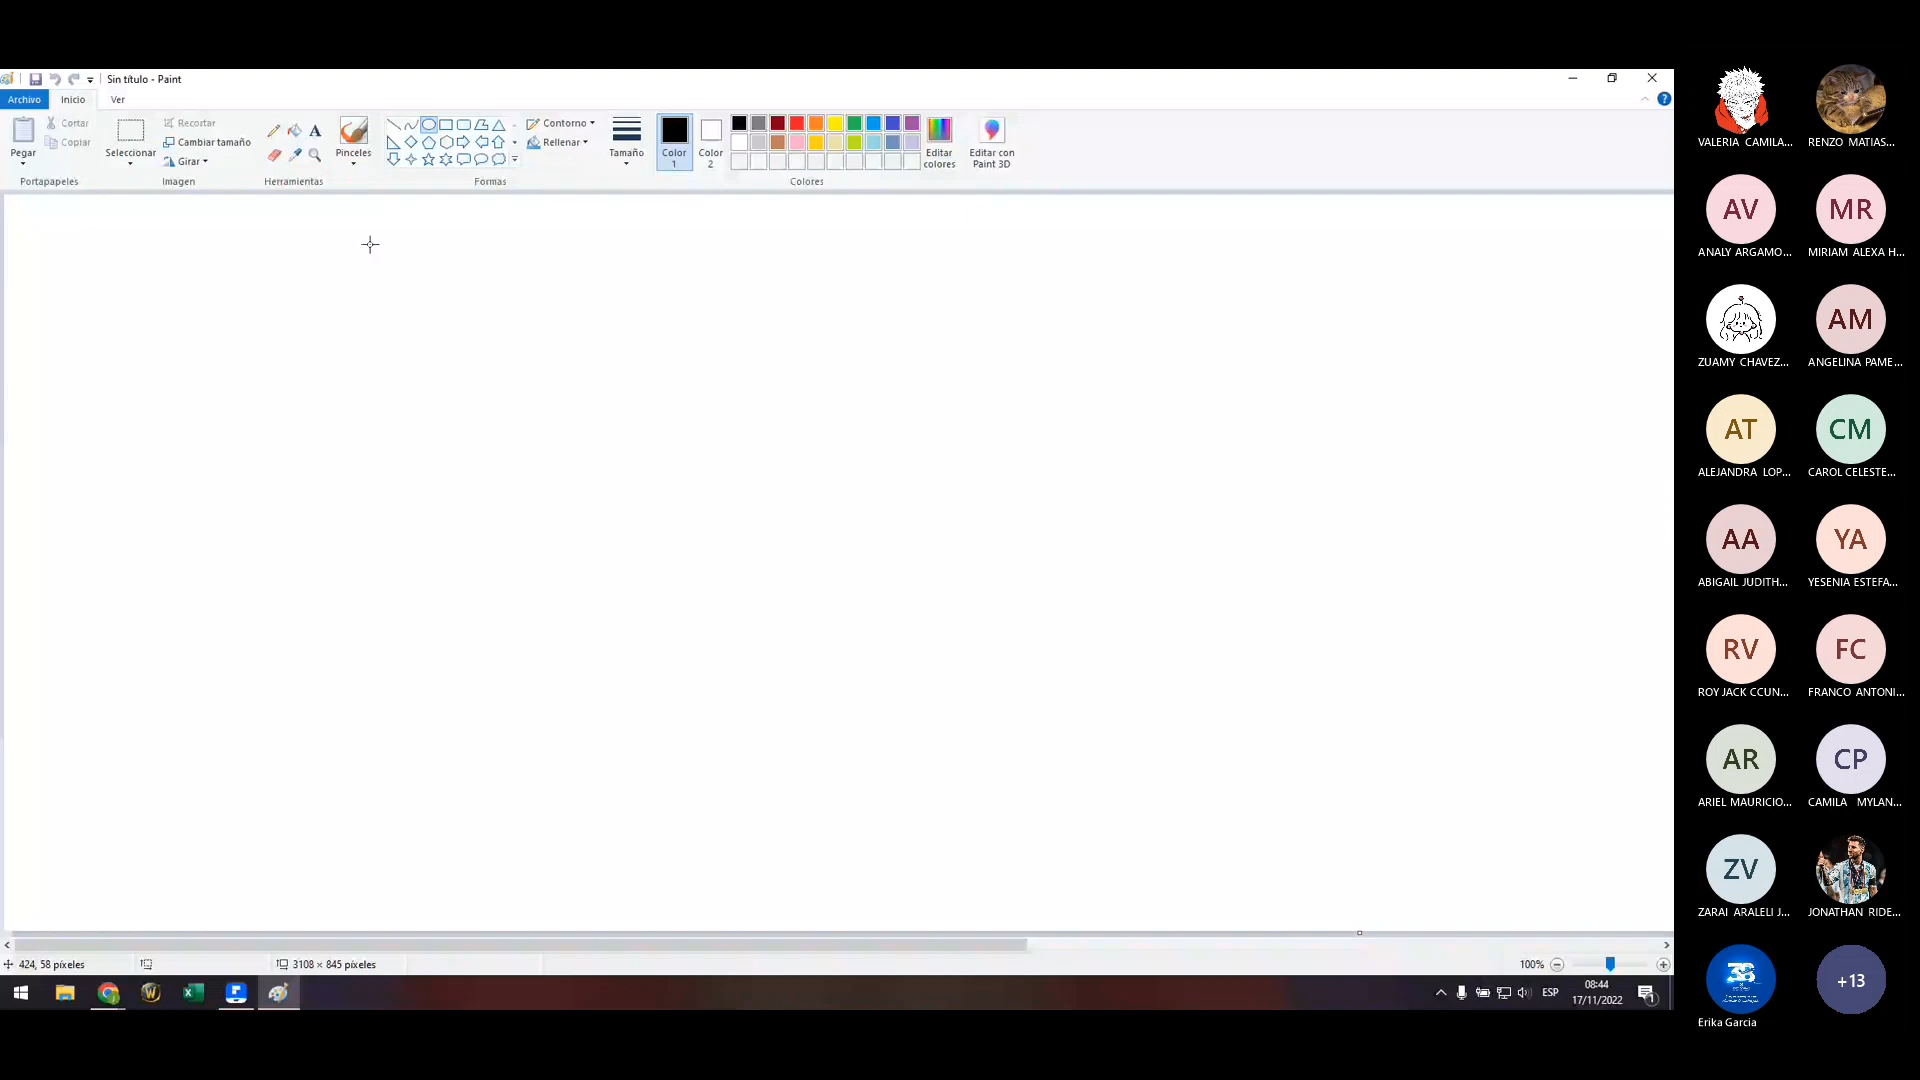 Sin título - Paint
Archivo
Inicio
Ver
Pegar
Cortar
Copiar
Portapapeles
Seleccionar
Recortar
Cambiar tamaño
Girar
Imagen
A
Herramientas
Pinceles
Formas
Contorno
Rellenar
Tamaño
Color
1
Color
2
Editar
colores
Colores
Editar con
Paint 3D
424, 58 píxeles
3108 × 845 píxeles
100%
ESP
08:44
17/11/2022
VALERIA CAMILA...
RENZO MATIAS...
AV
MR
ANALY ARGAMO...
MIRIAM ALEXA H...
ZUAMY CHAVEZ...
AM
ANGELINA PAME...
AT
CM
ALEJANDRA LOP...
CAROL CELESTE...
AA
YA
ABIGAIL JUDITH...
YESENIA ESTEFA...
RV
FC
ROY JACK CCUN...
FRANCO ANTONI...
AR
CP
ARIEL MAURICIO...
CAMILA MYLAN...
ZV
ZARAI ARALELI J...
JONATHAN RIDE...
38
+13
Erika Garcia